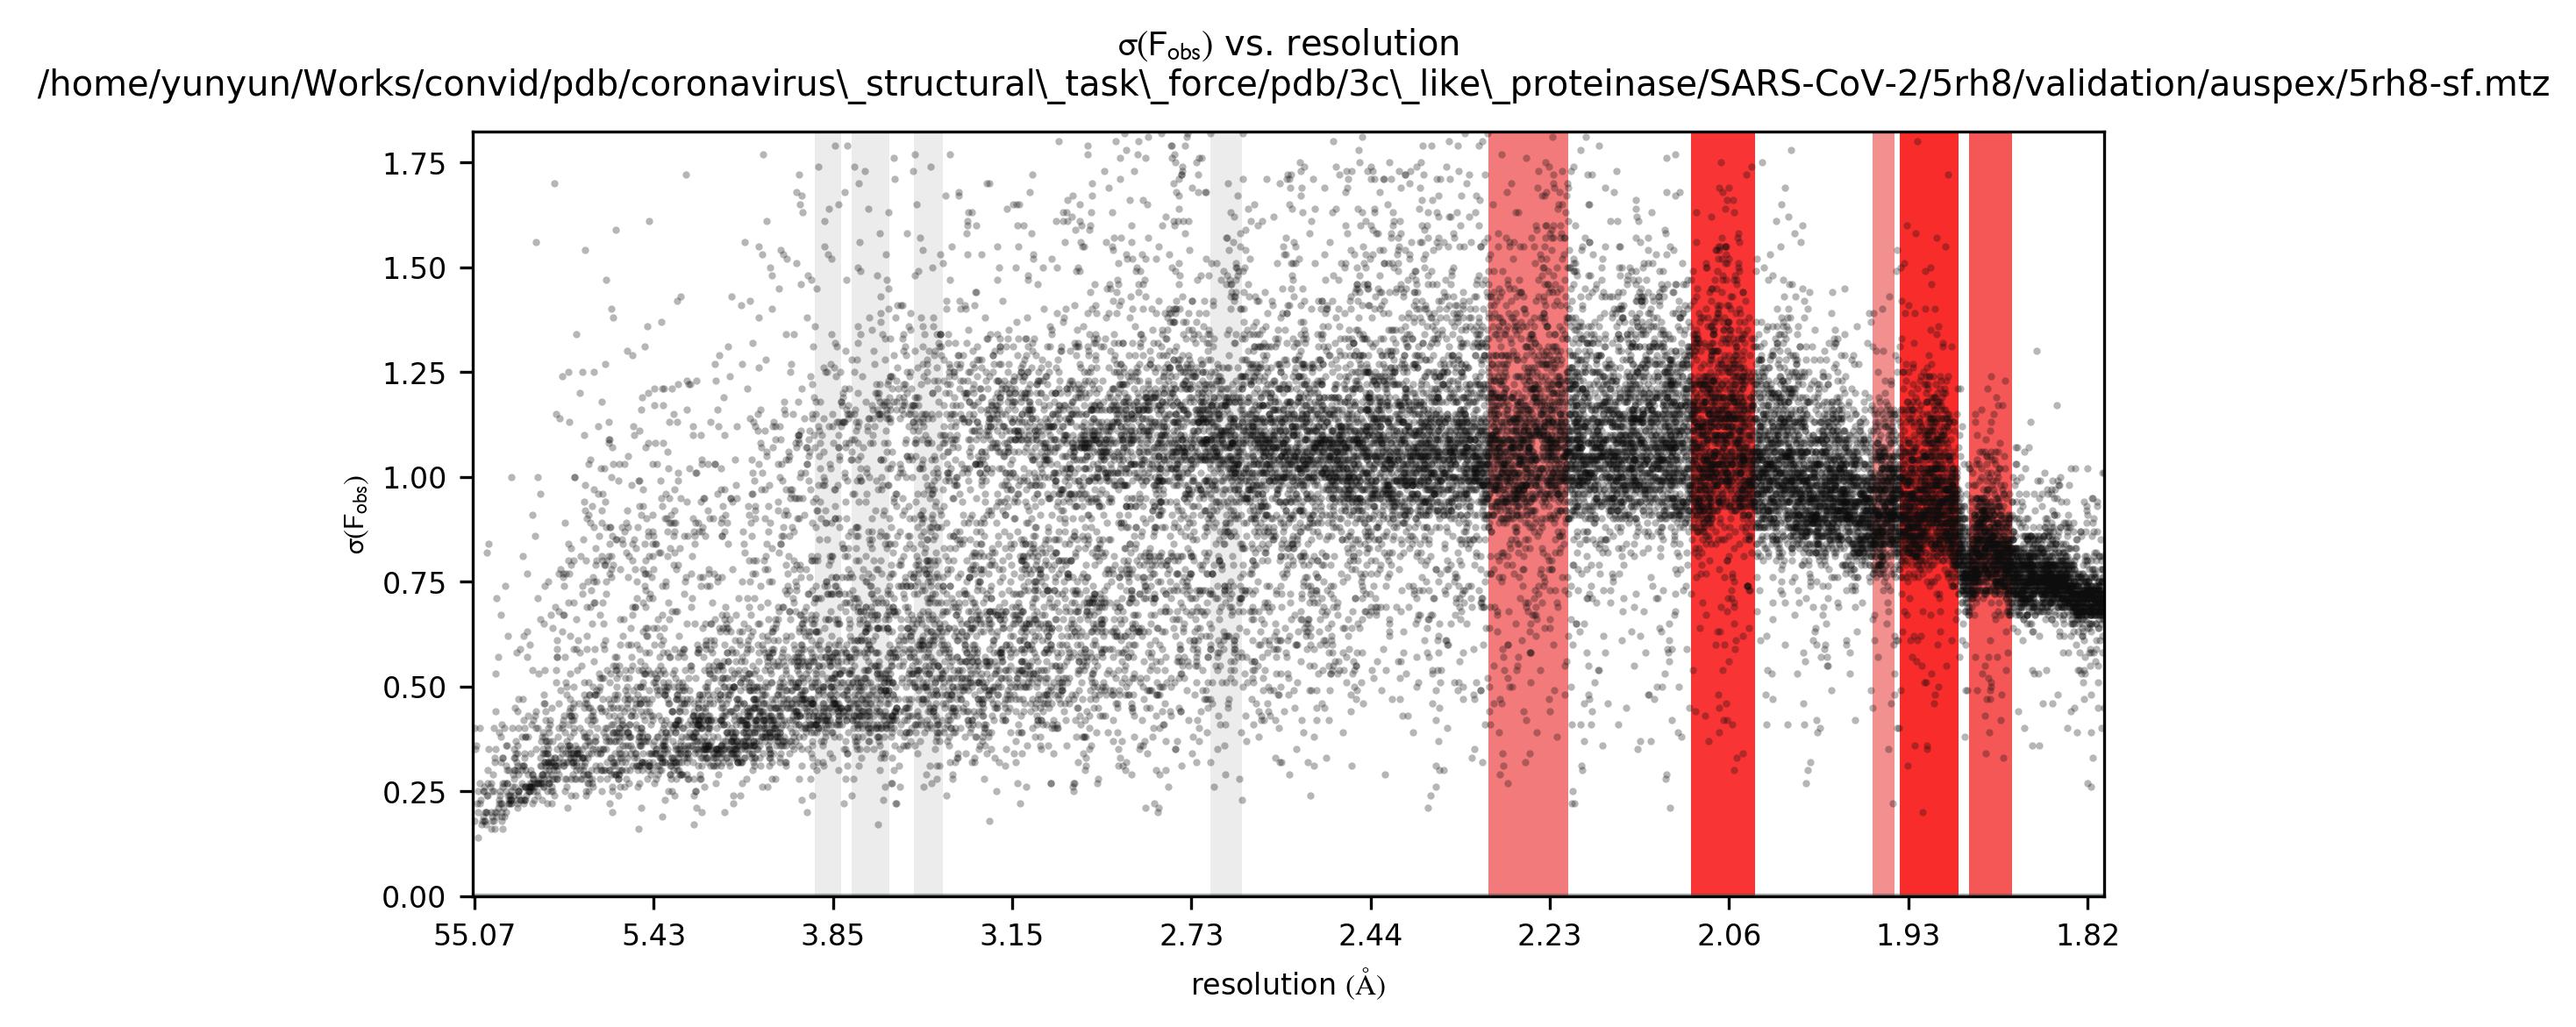 σ(Fobs) vs. resolution
/home/yunyun/Works/convid/pdb/coronavirus\_structural\_task\_force/pdb/3c\_like\_proteinase/SARS-CoV-2/5rh8/validation/auspex/5rh8-sf.mtz
1.75
1.50
1.25
1.00
0.75
0.50
0.25
0.00
σ(Fobs)
55.07 5.43 3.85 3.15 2.73 2.44 2.23 2.06 1.93 1.82
resolution (Å)